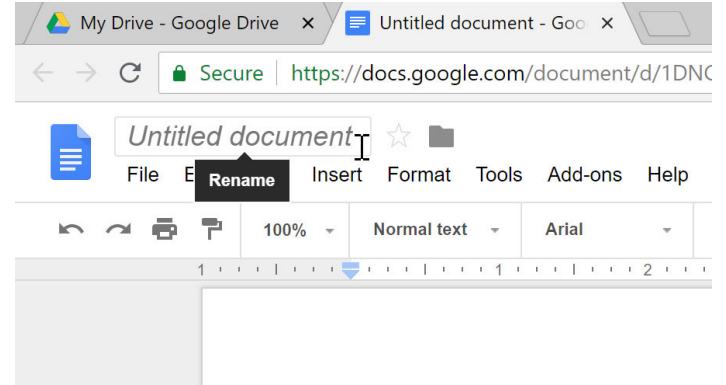 My Drive - Google Drive × Untitled document - Goo ×
Secure | https://docs.google.com/document/d/1DN
Untitled document
File Rename Insert Format Tools Add-ons Help
100% Normal text Arial
1 1 2